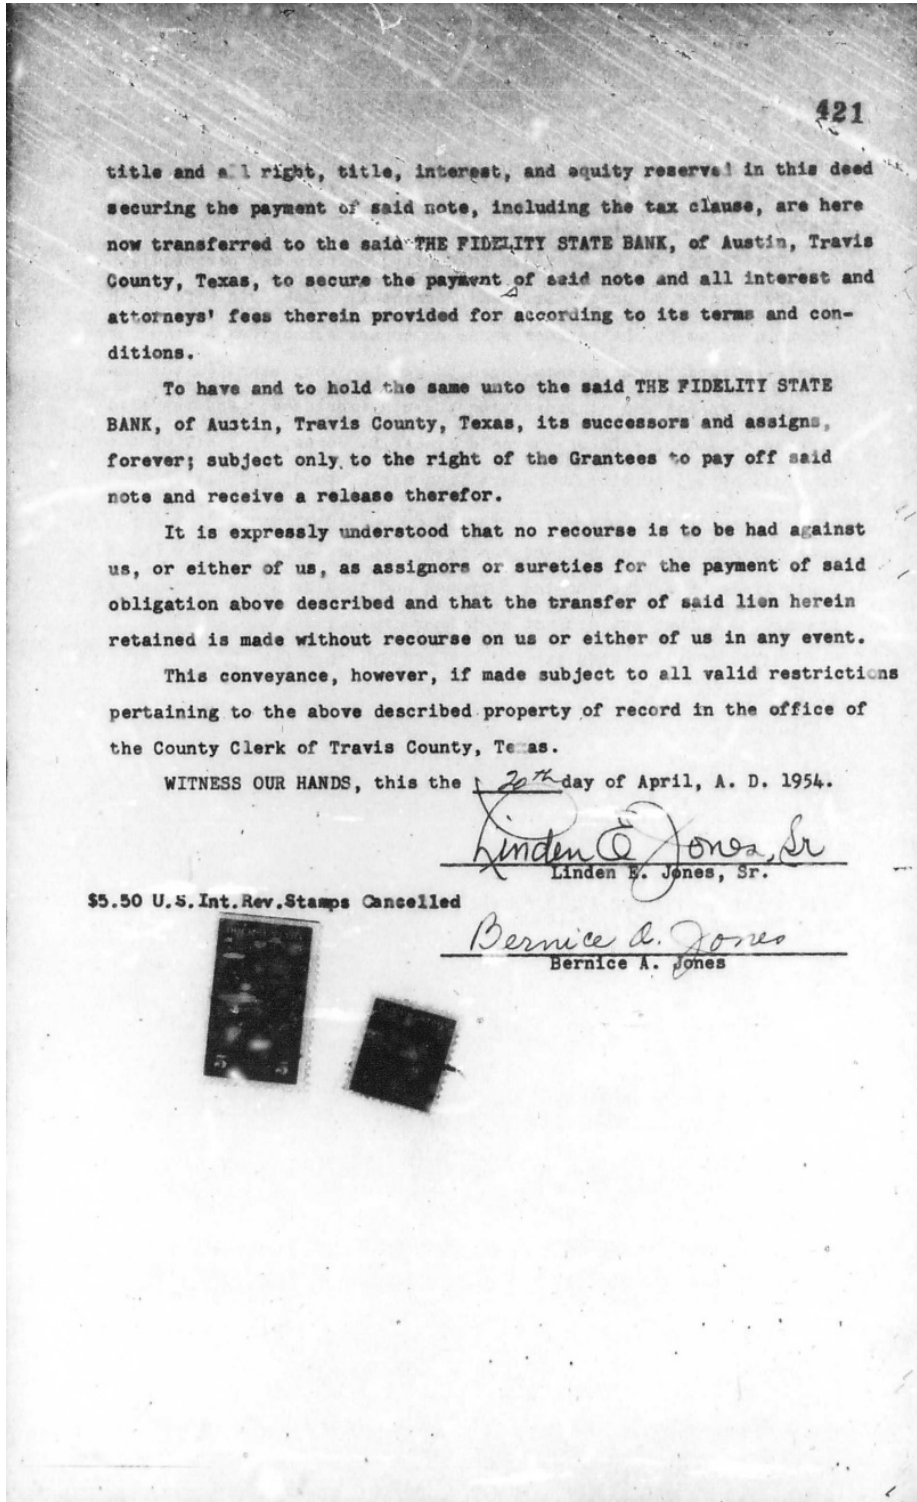 421
title and all right, title, interest, and equity reserved in this deed
securing the payment of said note, including the tax clause, are here
now transferred to the said THE FIDELITY STATE BANK, of Austin, Travis
County, Texas, to secure the payment of said note and all interest and
attorneys' fees therein provided for according to its terms and con-
ditions.
To have and to hold the same unto the said THE FIDELITY STATE
BANK, of Austin, Travis County, Texas, its successors and assigns,
forever; subject only to the right of the Grantees to pay off said
note and receive a release therefor.
It is expressly understood that no recourse is to be had against
us, or either of us, as assignors or sureties for the payment of said
obligation above described and that the transfer of said lien herein
retained is made without recourse on us or either of us in any event.
This conveyance, however, if made subject to all valid restrictions
pertaining to the above described property of record in the office of
the County Clerk of Travis County, Texas.
WITNESS OUR HANDS, this the 20th day of April, A. D. 1954.
Linden E Jones, Sr
Linden E. Jones, Sr.
$5.50 U.S.Int.Rev.Stamps Cancelled
Bernice A. Jones
Bernice A. Jones
5 5